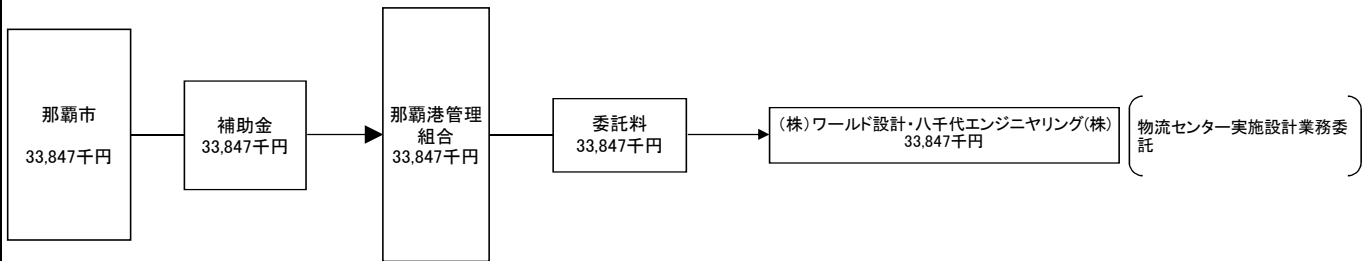 那覇市
33,847千円
補助金
33,847千円
那覇港管理
組合
33,847千円
委託料
33,847千円
(株)ワールド設計・八千代エンジニヤリング(株)
33,847千円
物流センター実施設計業務委
託